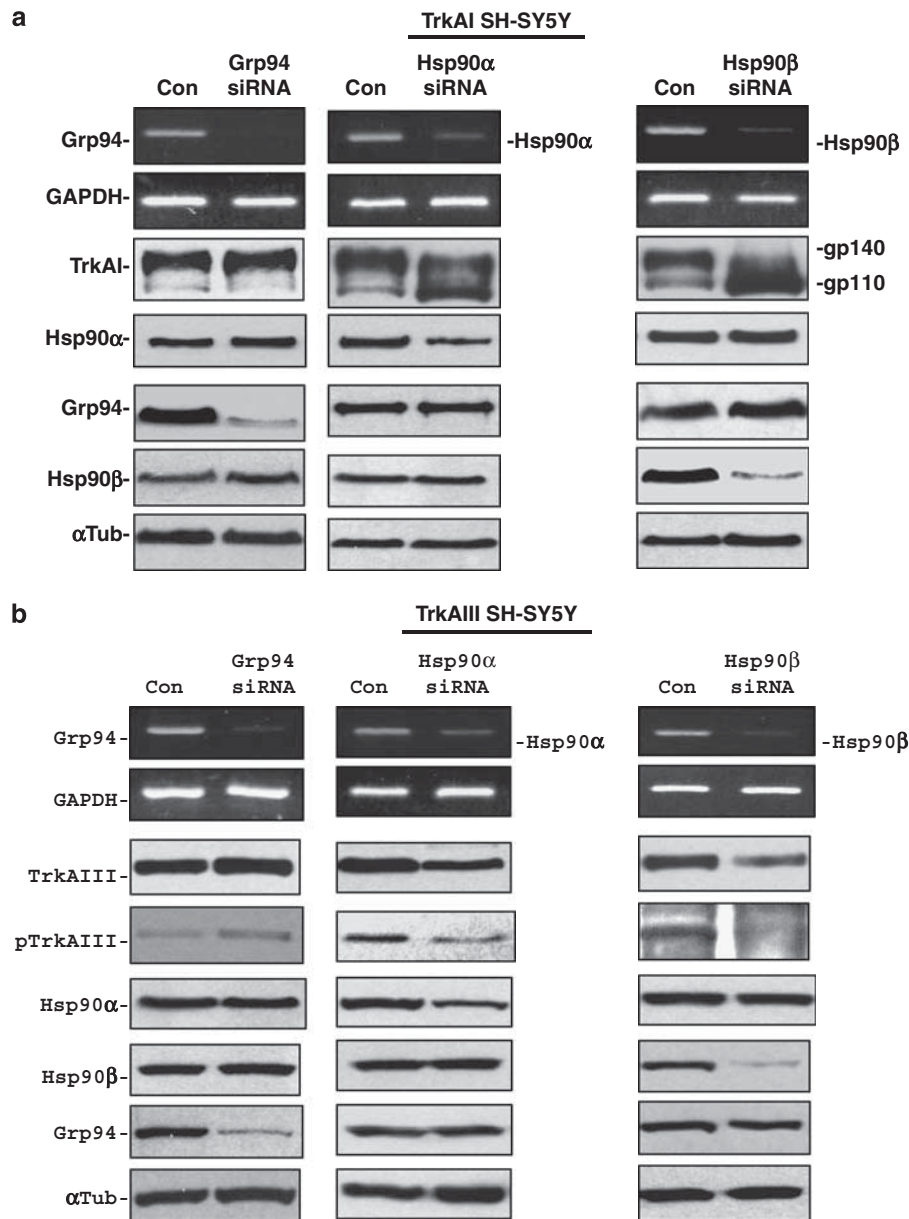 a
TrkAI SH-SY5Y
Con Grp94 siRNA
Con Hsp90α siRNA
Con Hsp90β siRNA
Grp94- -Hsp90α -Hsp90β
GAPDH-
TrkAI- -gp140
-gp110
Hsp90α-
Grp94-
Hsp90β-
αTub-
b
TrkAIII SH-SY5Y
Con Grp94 siRNA
Con Hsp90α siRNA
Con Hsp90β siRNA
Grp94- -Hsp90α -Hsp90β
GAPDH-
TrkAIII-
pTrkAIII-
Hsp90α-
Hsp90β-
Grp94-
αTub-